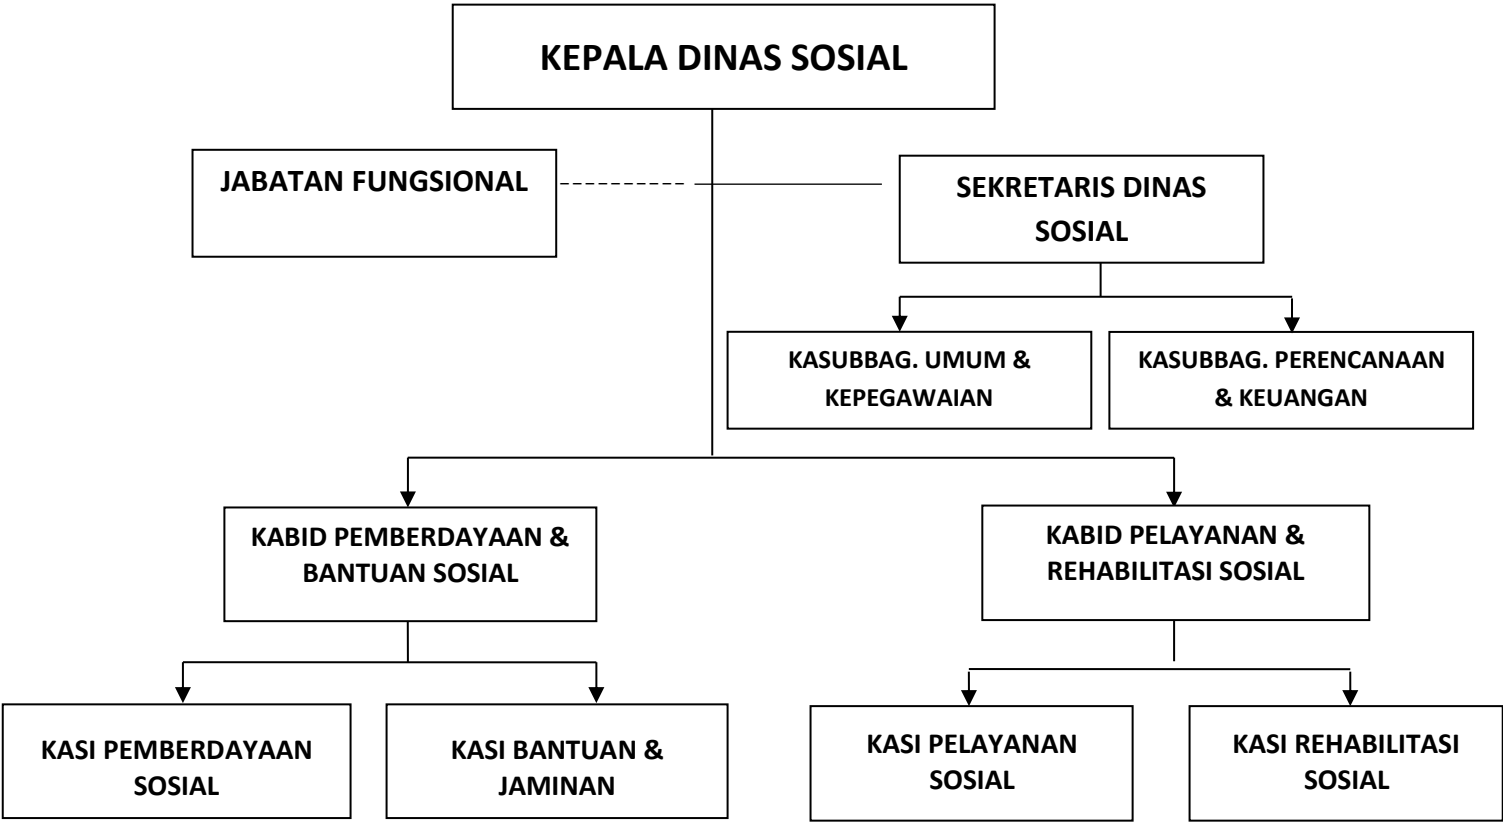 KEPALA DINAS SOSIAL
JABATAN FUNGSIONAL
SEKRETARIS DINAS
SOSIAL
KASUBBAG. UMUM &
KEPEGAWAIAN
KASUBBAG. PERENCANAAN
& KEUANGAN
KABID PEMBERDAYAAN &
BANTUAN SOSIAL
KABID PELAYANAN &
REHABILITASI SOSIAL
KASI PEMBERDAYAAN
SOSIAL
KASI BANTUAN &
JAMINAN
KASI PELAYANAN
SOSIAL
KASI REHABILITASI
SOSIAL